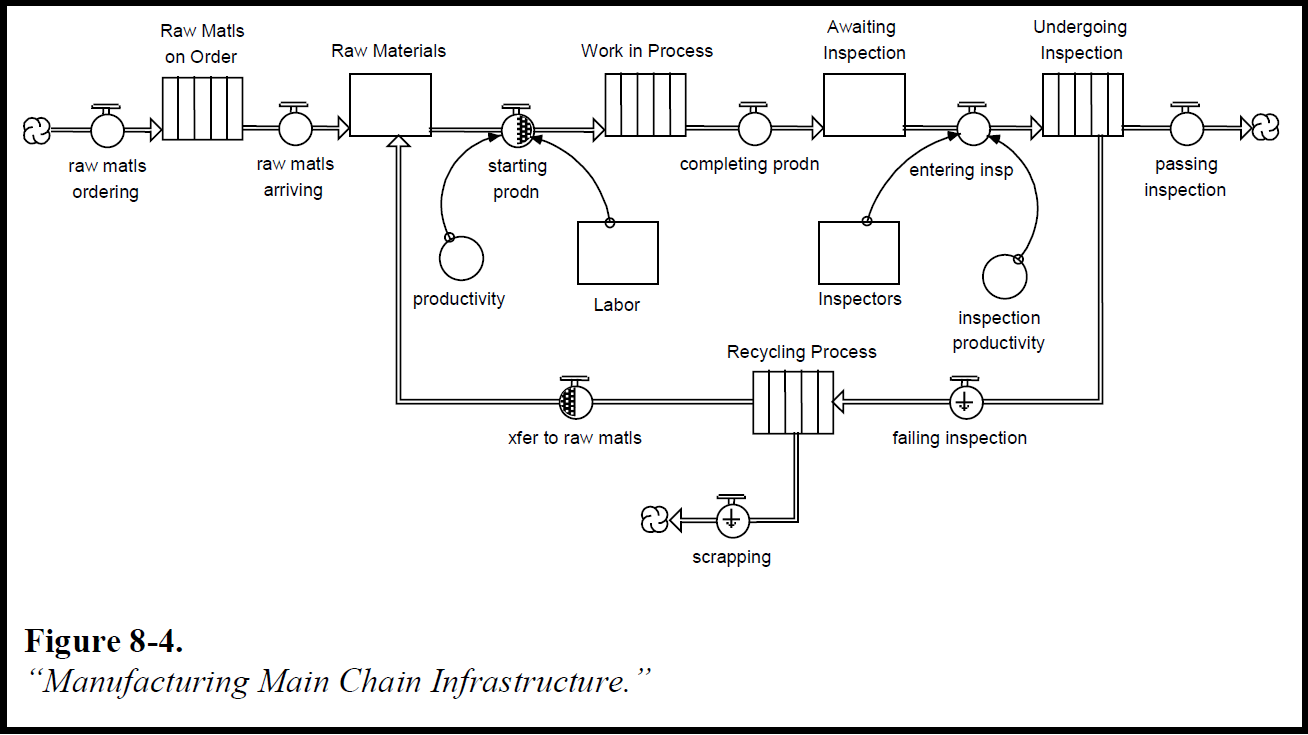 Raw Matls
on Order
Raw Materials
Work in Process
Awaiting
Inspection
Undergoing
Inspection
raw matls
ordering
raw matls
arriving
starting
prodn
completing prodn
entering insp
passing
inspection
productivity
Labor
Inspectors
inspection
productivity
Recycling Process
xfer to raw matls
failing inspection
scrapping
Figure 8-4.
“Manufacturing Main Chain Infrastructure.”